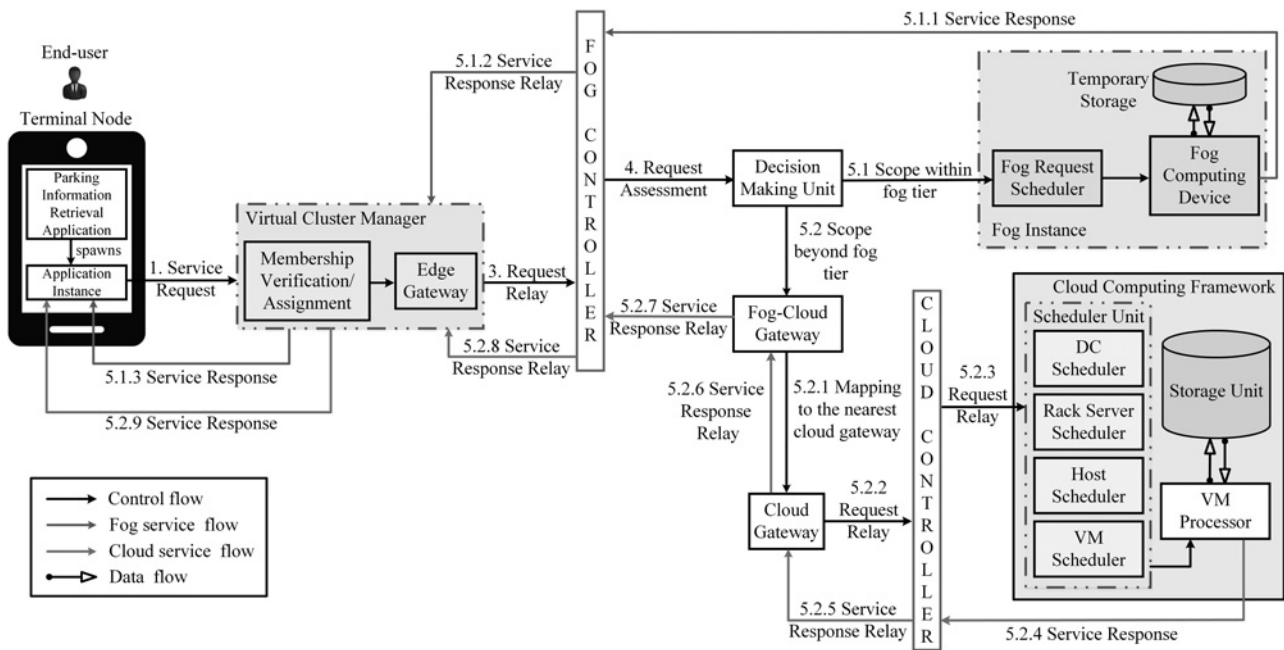 End-user
Terminal Node
Parking
Information
Retrieval
Application
spawns
Application
Instance
1. Service
Request
Virtual Cluster Manager
Membership
Verification/
Assignment
Edge
Gateway
3. Request
Relay
5.1.2 Service
Response Relay
5.1.3 Service Response
5.2.9 Service Response
5.2.8 Service
Response Relay
5.2.7 Service
Response Relay
FOG CONTROLLER
4. Request
Assessment
Decision
Making Unit
5.1 Scope within
fog tier
5.1.1 Service Response
Temporary
Storage
Fog Request
Scheduler
Fog
Computing
Device
Fog Instance
5.2 Scope
beyond fog
tier
Fog-Cloud
Gateway
5.2.6 Service
Response
Relay
5.2.1 Mapping
to the nearest
cloud gateway
Cloud
Gateway
5.2.2
Request
Relay
5.2.5 Service
Response Relay
CLOUD CONTROLLER
5.2.3
Request
Relay
Cloud Computing Framework
Scheduler Unit
DC
Scheduler
Rack Server
Scheduler
Host
Scheduler
VM
Scheduler
Storage Unit
VM
Processor
5.2.4 Service Response
Control flow
Fog service flow
Cloud service flow
Data flow